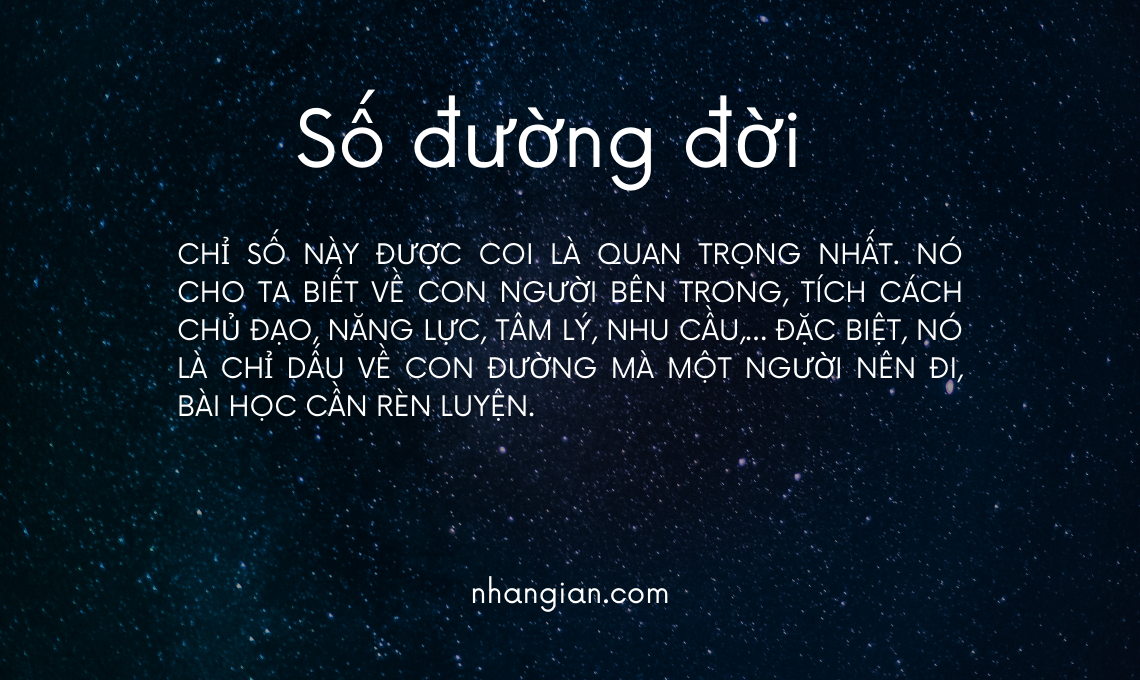 Số đường đời
CHỈ SỐ NÀY ĐƯỢC COI LÀ QUAN TRỌNG NHẤT. NÓ
CHO TA BIẾT VỀ CON NGƯỜI BÊN TRONG, TÍCH CÁCH
CHỦ ĐẠO, NĂNG LỰC, TÂM LÝ, NHU CẦU,... ĐẶC BIỆT, NÓ
LÀ CHỈ DẤU VỀ CON ĐƯỜNG MÀ MỘT NGƯỜI NÊN ĐI,
BÀI HỌC CẦN RÈN LUYỆN.
nhangian.com